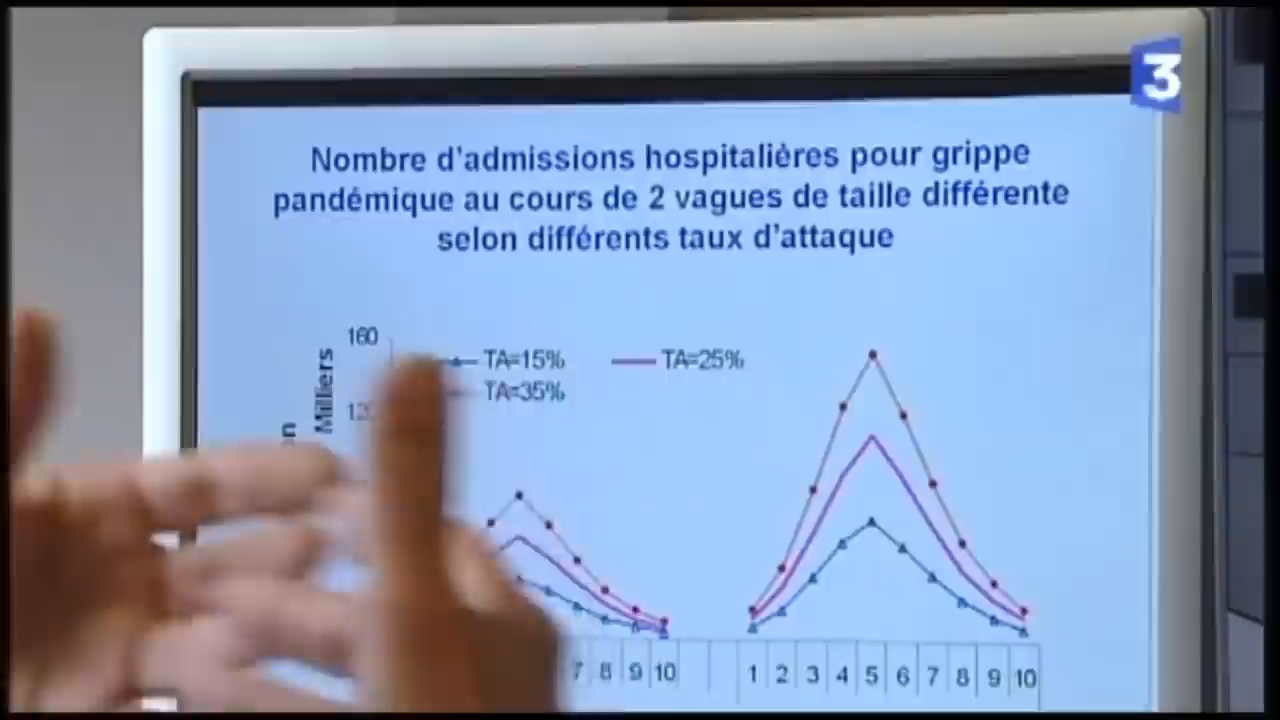 3
Nombre d'admissions hospitalières pour grippe
pandémique au cours de 2 vagues de taille différente
selon différents taux d'attaque
160
Milliers
TA=15%
TA=25%
TA=35%
7 8 9 10
1 2 3 4 5 6 7 8 9 10